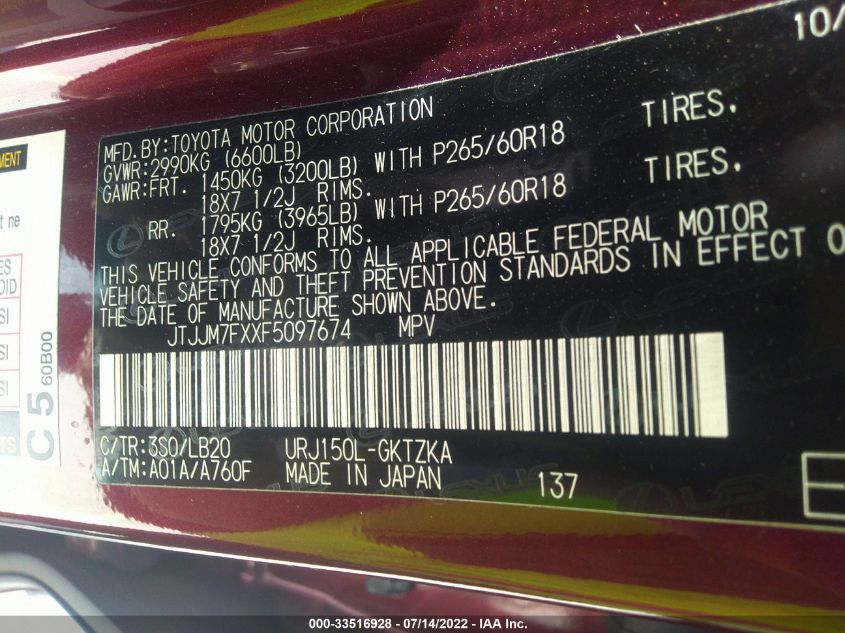 10/
MFD.BY:TOYOTA MOTOR CORPORATION
GVWR:2990KG (6600LB)
GAWR:FRT. 1450KG (3200LB) WITH P265/60R18 TIRES.
18X7 1/2J RIMS.
RR. 1795KG (3965LB) WITH P265/60R18 TIRES.
18X7 1/2J RIMS.
THIS VEHICLE CONFORMS TO ALL APPLICABLE FEDERAL MOTOR
VEHICLE SAFETY AND THEFT PREVENTION STANDARDS IN EFFECT O
THE DATE OF MANUFACTURE SHOWN ABOVE.
JTJJM7FXXF5097674 MPV
C/TR:3S0/LB20 URJ150L-GKTZKA
A/TM:A01A/A760F MADE IN JAPAN 137
LEXUS
C5 60B00
000-33516928 / 07/14/2022 - IAA Inc.